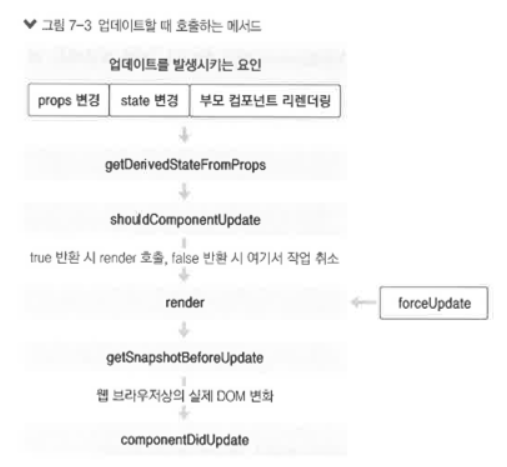 그림 7-3 업데이트할 때 호출하는 메서드
업데이트를 발생시키는 요인
props 변경 state 변경 부모 컴포넌트 리렌더링
getDerivedStateFromProps
shouldComponentUpdate
true 반환 시 render 호출, false 반환 시 여기서 작업 취소
render forceUpdate
getSnapshotBeforeUpdate
웹 브라우저상의 실제 DOM 변화
componentDidUpdate